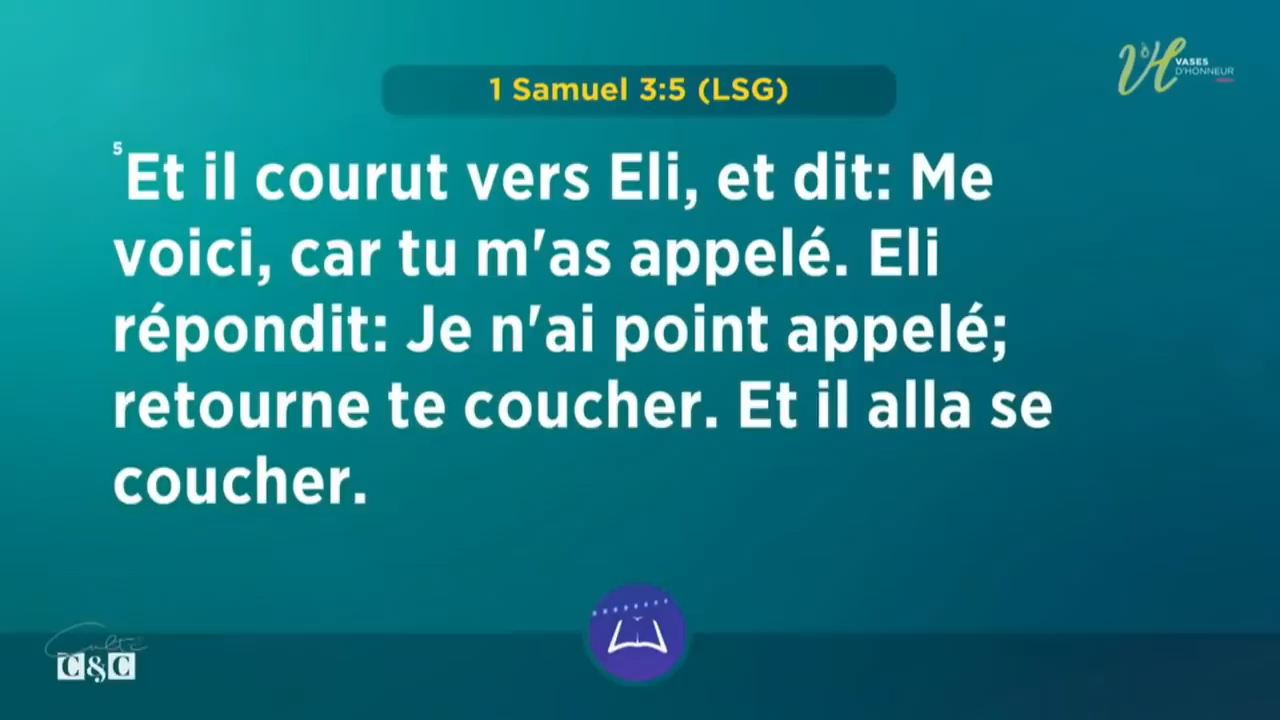 1 Samuel 3:5 (LSG)
VASES
D'HONNEUR
5
Et il courut vers Eli, et dit: Me
voici, car tu m'as appelé. Eli
répondit: Je n'ai point appelé;
retourne te coucher. Et il alla se
coucher.
Culte
C&C